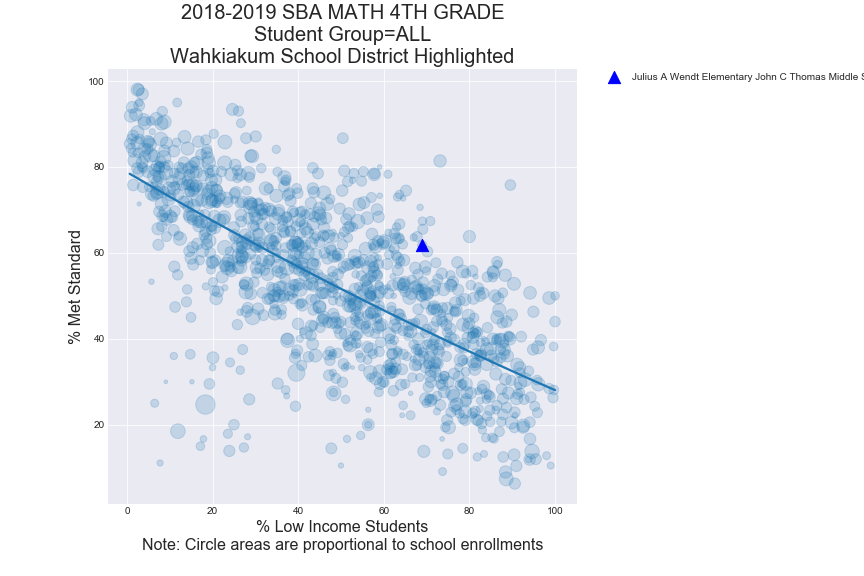 2018-2019 SBA MATH 4TH GRADE
Student Group=ALL
Wahkiakum School District Highlighted
Julius A Wendt Elementary John C Thomas Middle
100
80
60
40
20
% Met Standard
0 20 40 60 80 100
% Low Income Students
Note: Circle areas are proportional to school enrollments